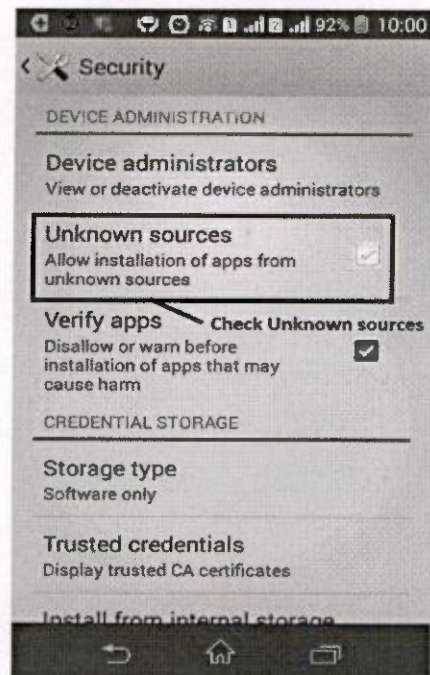 92% 10:00
Security
DEVICE ADMINISTRATION
Device administrators
View or deactivate device administrators
Unknown sources
Allow installation of apps from
unknown sources
Verify apps
Check Unknown sources
Disallow or warn before
installation of apps that may
cause harm
CREDENTIAL STORAGE
Storage type
Software only
Trusted credentials
Display trusted CA certificates
Install from internal storage